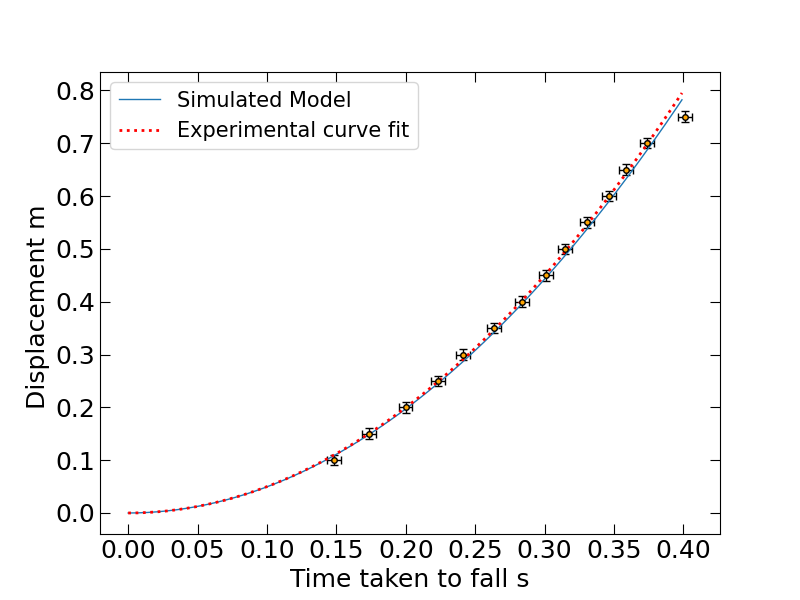 Simulated Model
Experimental curve fit
0.8
0.7
0.6
0.5
0.4
0.3
0.2
0.1
0.0
Displacement m
0.00 0.05 0.10 0.15 0.20 0.25 0.30 0.35 0.40
Time taken to fall s